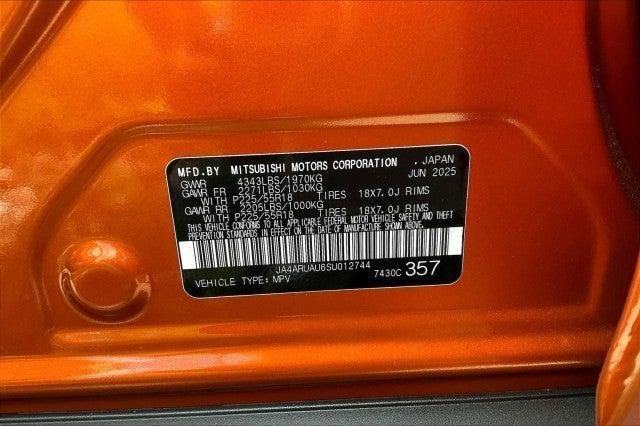 MFD.BY MITSUBISHI MOTORS CORPORATION . JAPAN
GVWR 4343LBS/1970KG JUN 2025
GAWR FR 2271LBS/1030KG
WITH P225/55R18 TIRES 18X7.0J RIMS
GAWR RR 2205LBS/1000KG
WITH P225/55R18 TIRES 18X7.0J RIMS
THIS VEHICLE CONFORMS TO ALL APPLICABLE FEDERAL MOTOR VEHICLE SAFETY AND THEFT
PREVENTION STANDARDS IN EFFECT ON THE DATE OF MANUFACTURE SHOWN ABOVE.
JA4ARUAU6SU012744
VEHICLE TYPE: MPV 7430C 357